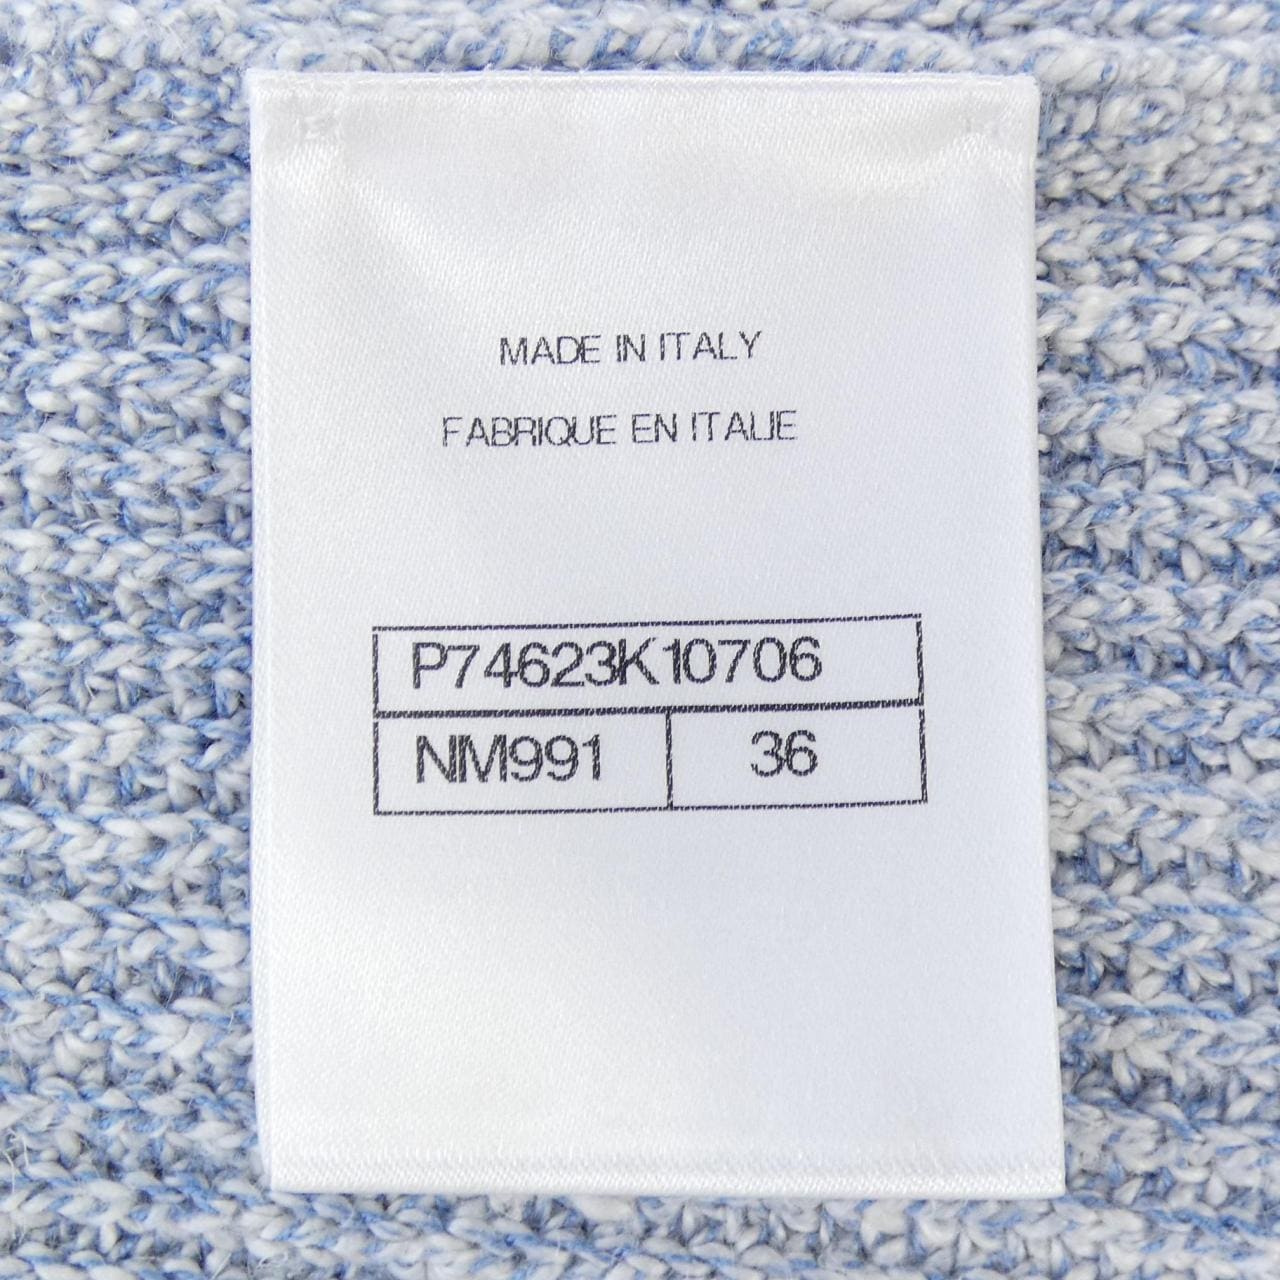 MADE IN ITALY
FABRIQUE EN ITALIE
P74623K10706
NM991 36